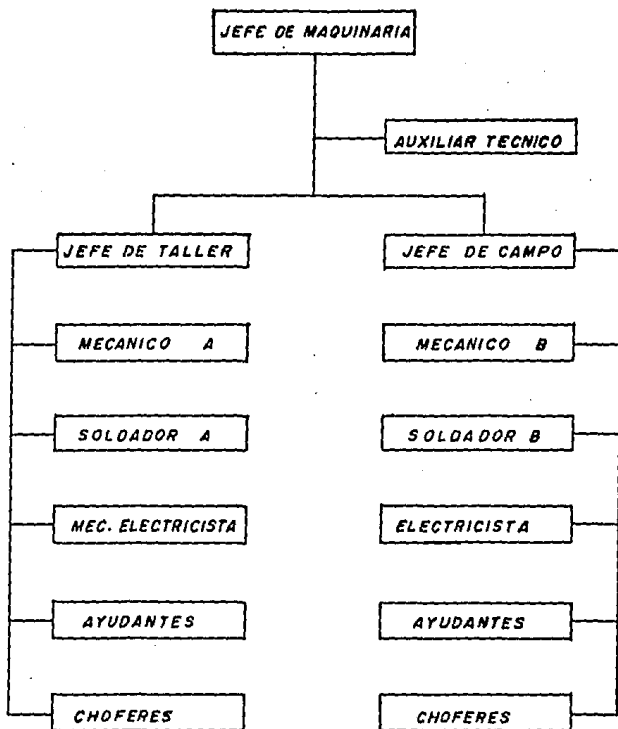 JEFE DE MAQUINARIA
AUXILIAR TECNICO
JEFE DE TALLER
JEFE DE CAMPO
MECANICO A
MECANICO B
SOLDADOR A
SOLDADOR B
MEC. ELECTRICISTA
ELECTRICISTA
AYUDANTES
AYUDANTES
CHOFERES
CHOFERES